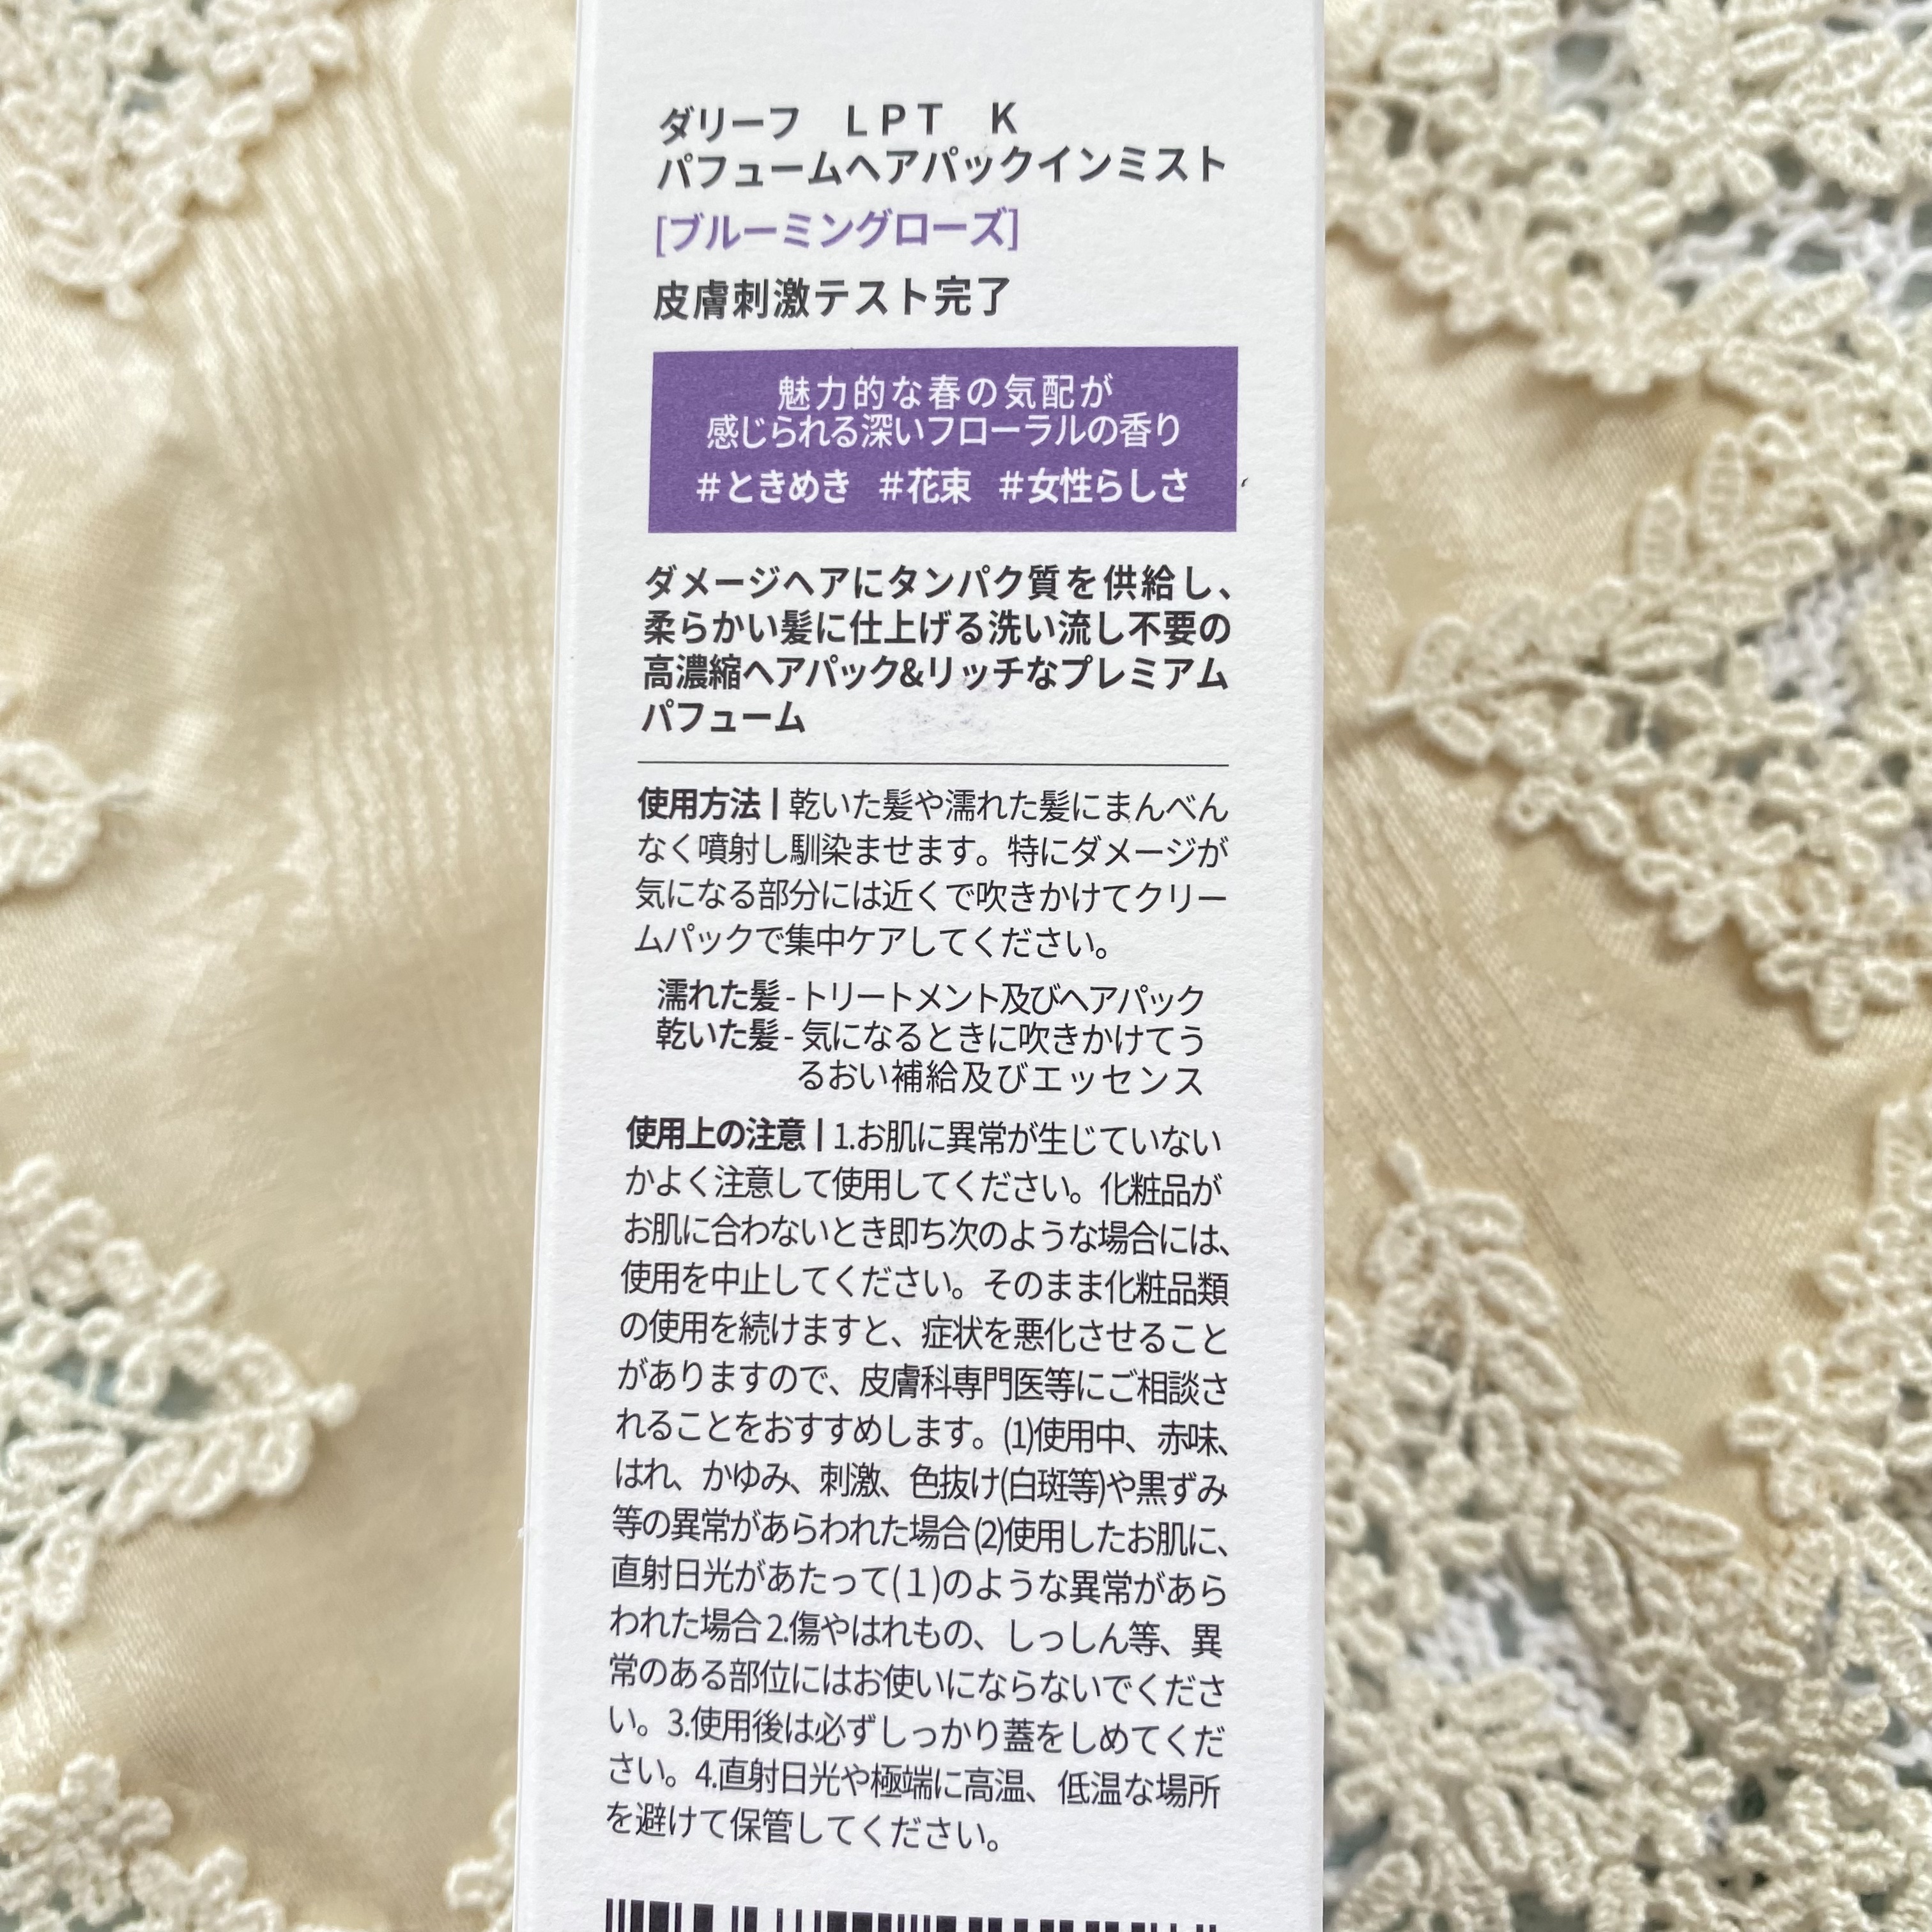 ダリーフ　ＬＰＴ　Ｋ
パフュームヘアパックインミスト
[ブルーミングローズ]
皮膚刺激テスト完了
魅力的な春の気配が
感じられる深いフローラルの香り
#ときめき #花束 #女性らしさ
ダメージヘアにタンパク質を供給し、
柔らかい髪に仕上げる洗い流し不要の
高濃縮ヘアパック&リッチなプレミアム
パフューム
使用方法 | 乾いた髪や濡れた髪にまんべん
なく噴射し馴染ませます。特にダメージが
気になる部分には近くで吹きかけてクリー
ムパックで集中ケアしてください。
濡れた髪 - トリートメント及びヘアパック
乾いた髪 - 気になるときに吹きかけてう
るおい補給及びエッセンス
使用上の注意 | 1.お肌に異常が生じていない
かよく注意して使用してください。化粧品が
お肌に合わないとき即ち次のような場合には、
使用を中止してください。そのまま化粧品類
の使用を続けますと、症状を悪化させること
がありますので、皮膚科専門医等にご相談さ
れることをおすすめします。(1)使用中、赤味、
はれ、かゆみ、刺激、色抜け(白斑等)や黒ずみ
等の異常があらわれた場合 (2)使用したお肌に、
直射日光があたって(１)のような異常があら
われた場合 2.傷やはれもの、しっしん等、異
常のある部位にはお使いにならないでくださ
い。3.使用後は必ずしっかり蓋をしめてくだ
さい。4.直射日光や極端に高温、低温な場所
を避けて保管してください。